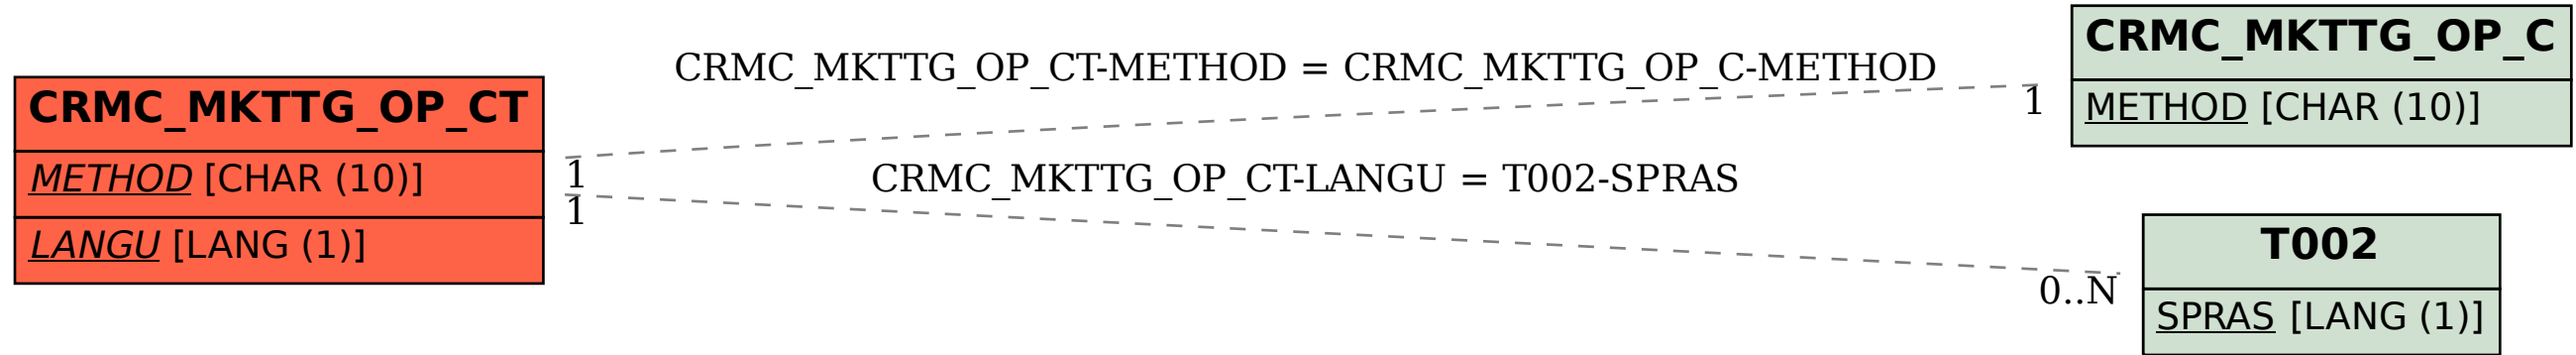 CRMC_MKTTG_OP_CT
METHOD [CHAR (10)]
LANGU [LANG (1)]
CRMC_MKTTG_OP_CT-METHOD = CRMC_MKTTG_OP_C-METHOD
1
1
CRMC_MKTTG_OP_CT-LANGU = T002-SPRAS
1
0..N
CRMC_MKTTG_OP_C
METHOD [CHAR (10)]
T002
SPRAS [LANG (1)]